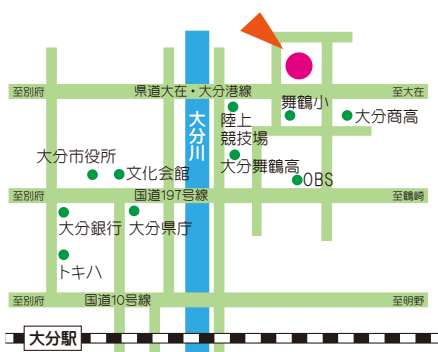 至別府
県道大在・大分港線
至大在
舞鶴小
大分商高
陸上
競技場
大分川
大分市役所
文化会館
大分舞鶴高
OBS
至別府
国道197号線
至鶴崎
大分銀行
大分県庁
トキハ
至別府
国道10号線
至明野
大分駅